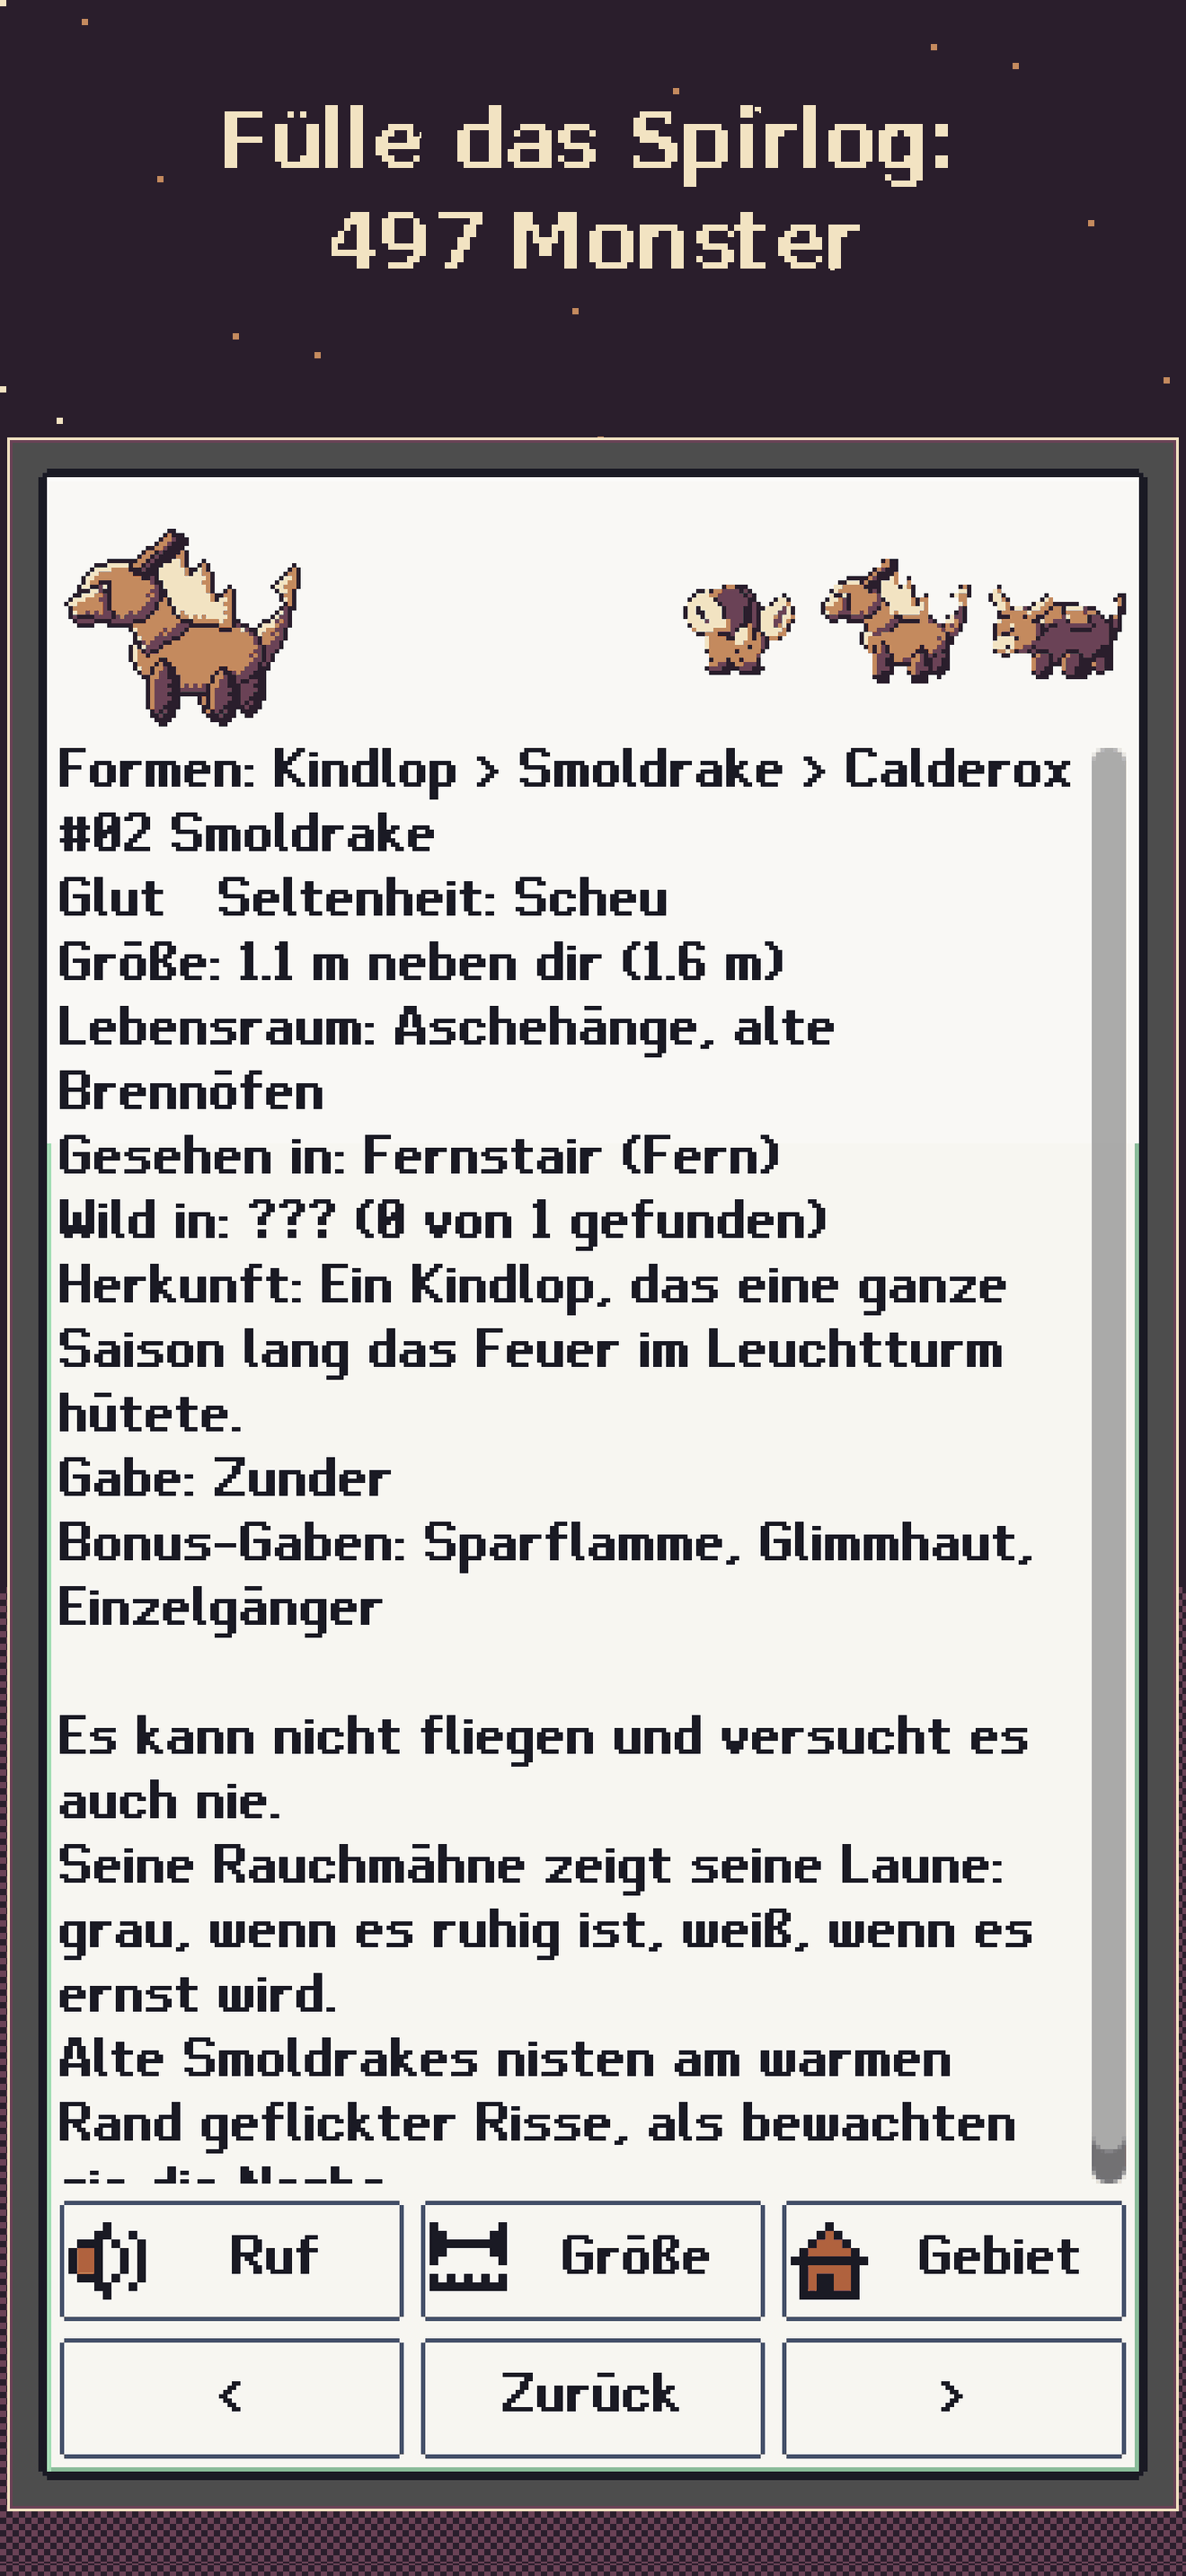 Fülle das Spirlog:
497 Monster
Formen: Kindlop > Smoldrake > Calderox
#02 Smoldrake
Glut Seltenheit: Scheu
Größe: 1.1 m neben dir (1.6 m)
Lebensraum: Aschehänge, alte
Brennöfen
Gesehen in: Fernstair (Fern)
Wild in: ??? (0 von 1 gefunden)
Herkunft: Ein Kindlop, das eine ganze
Saison lang das Feuer im Leuchtturm
hütete.
Gabe: Zunder
Bonus-Gaben: Sparflamme, Glimmhaut,
Einzelgänger
Es kann nicht fliegen und versucht es
auch nie.
Seine Rauchmähne zeigt seine Laune:
grau, wenn es ruhig ist, weiß, wenn es
ernst wird.
Alte Smoldrakes nisten am warmen
Rand geflickter Risse, als bewachten
Ruf Größe Gebiet
< Zurück >